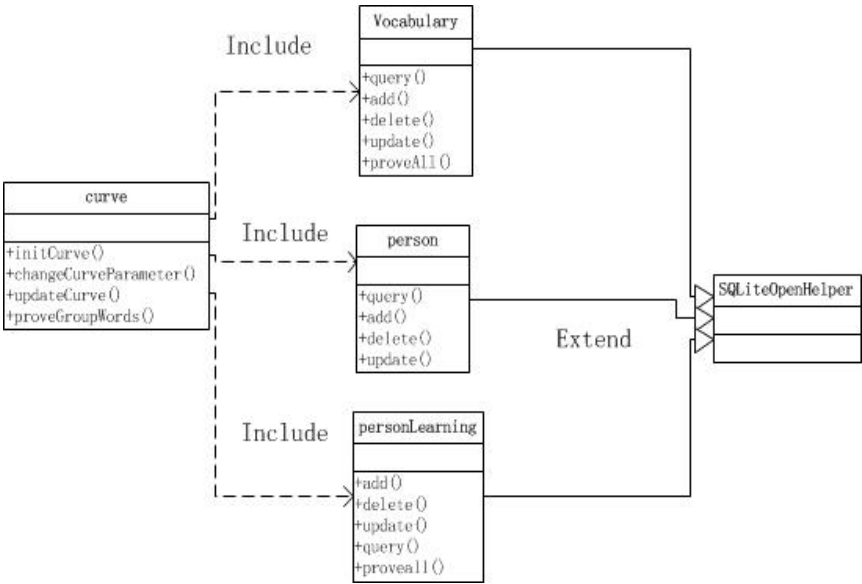 Vocabulary
+query()
+add()
+delete()
+update()
+proveAll()
Include
curve
+initCurve()
+changeCurveParameter()
+updateCurve()
+proveGroupWords()
Include
person
+query()
+add()
+delete()
+update()
SQLiteOpenHelper
Extend
Include
personLearning
+add()
+delete()
+update()
+query()
+proveall()